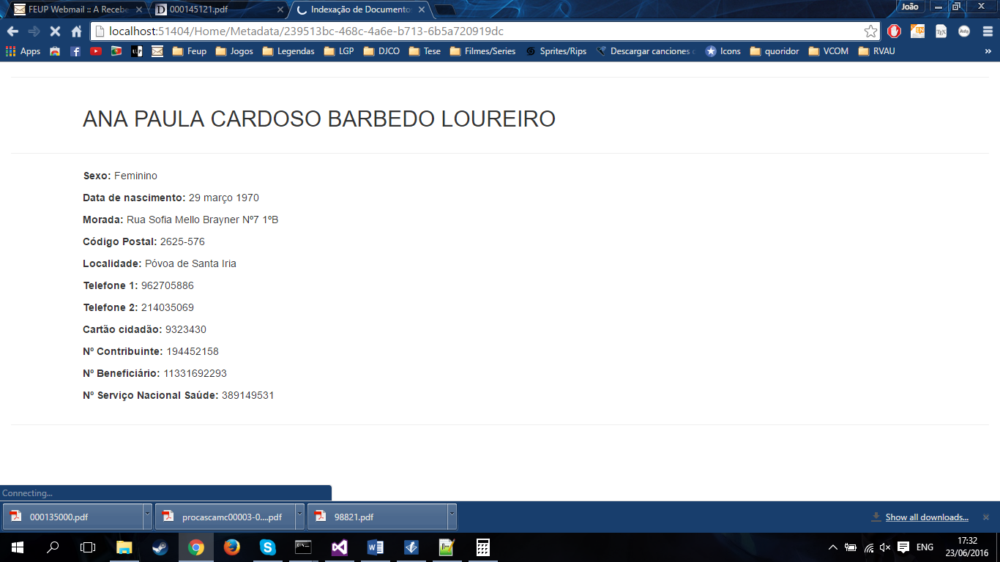 João
FEUP Webmail :: A Recebe
000145121.pdf
Indexação de Documento
localhost:51404/Home/Metadata/239513bc-468c-4a6e-b713-6b5a720919dc
Apps Feup Jogos Legendas LGP DJCO Tese Filmes/Series Sprites/Rips Descargar canciones Icons quoridor VCOM RVAU »
ANA PAULA CARDOSO BARBEDO LOUREIRO
Sexo: Feminino
Data de nascimento: 29 março 1970
Morada: Rua Sofia Mello Brayner Nº7 1ºB
Código Postal: 2625-576
Localidade: Póvoa de Santa Iria
Telefone 1: 962705886
Telefone 2: 214035069
Cartão cidadão: 9323430
Nº Contribuinte: 194452158
Nº Beneficiário: 11331692293
Nº Serviço Nacional Saúde: 389149531
Connecting...
000135000.pdf procascamc00003-0....pdf 98821.pdf Show all downloads...
ENG
17:32
23/06/2016